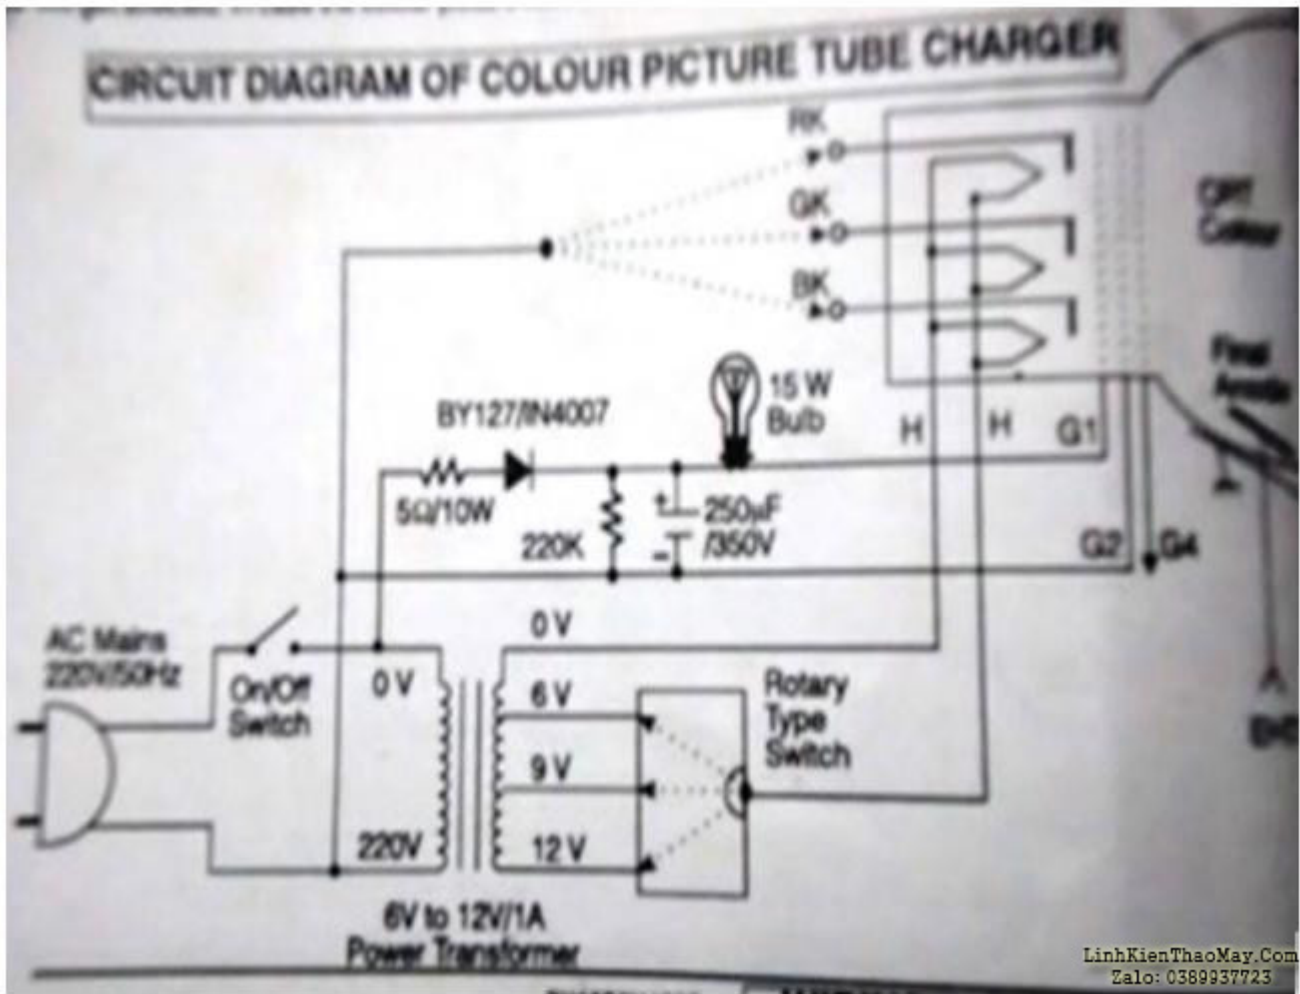 CIRCUIT DIAGRAM OF COLOUR PICTURE TUBE CHARGER
RK
GK
BK
CRT
Colour
Final
Anode
15 W
Bulb
BY127/IN4007
H
H
G1
5Ω/10W
220K
+
250µF
/350V
–
G2
G4
AC Mains
220V/50Hz
On/Off
Switch
0 V
0 V
6 V
9 V
12 V
220V
Rotary
Type
Switch
6V to 12V/1A
Power Transformer
LinhKienThaoMay.Com
Zalo: 0389937723